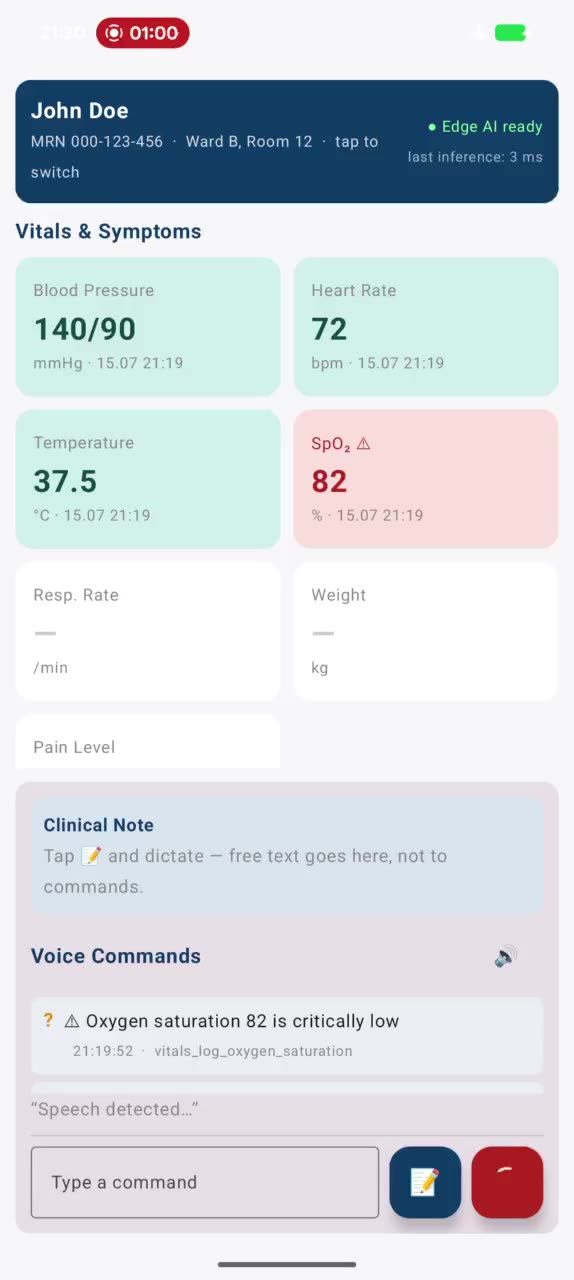 21:20
01:00
John Doe
● Edge AI ready
MRN 000-123-456 · Ward B, Room 12 · tap to
switch
last inference: 3 ms
Vitals & Symptoms
Blood Pressure
140/90
mmHg · 15.07 21:19
Heart Rate
72
bpm · 15.07 21:19
Temperature
37.5
°C · 15.07 21:19
SpO₂ ⚠
82
% · 15.07 21:19
Resp. Rate
—
/min
Weight
—
kg
Pain Level
Clinical Note
Tap 📝 and dictate — free text goes here, not to
commands.
Voice Commands
? ⚠ Oxygen saturation 82 is critically low
21:19:52 · vitals_log_oxygen_saturation
“Speech detected…”
Type a command